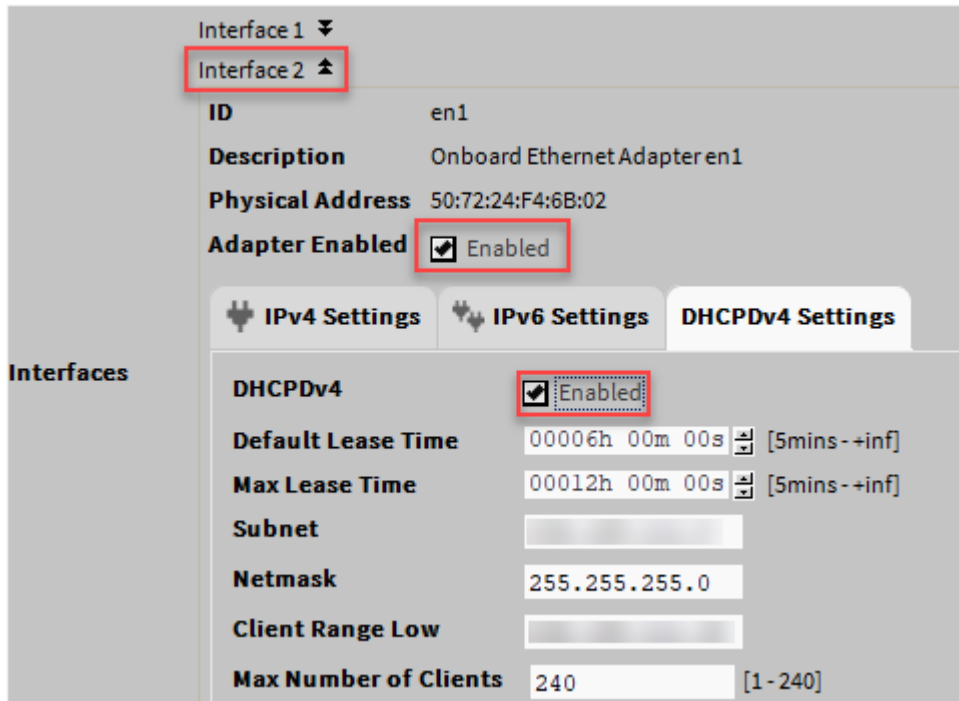 Interface 1
Interface 2
ID en1
Description Onboard Ethernet Adapter en1
Physical Address 50:72:24:F4:6B:02
Adapter Enabled Enabled
IPv4 Settings IPv6 Settings DHCPDv4 Settings
Interfaces
DHCPDv4 Enabled
Default Lease Time 00006h 00m 00s [5mins-+inf]
Max Lease Time 00012h 00m 00s [5mins-+inf]
Subnet
Netmask 255.255.255.0
Client Range Low
Max Number of Clients 240 [1-240]